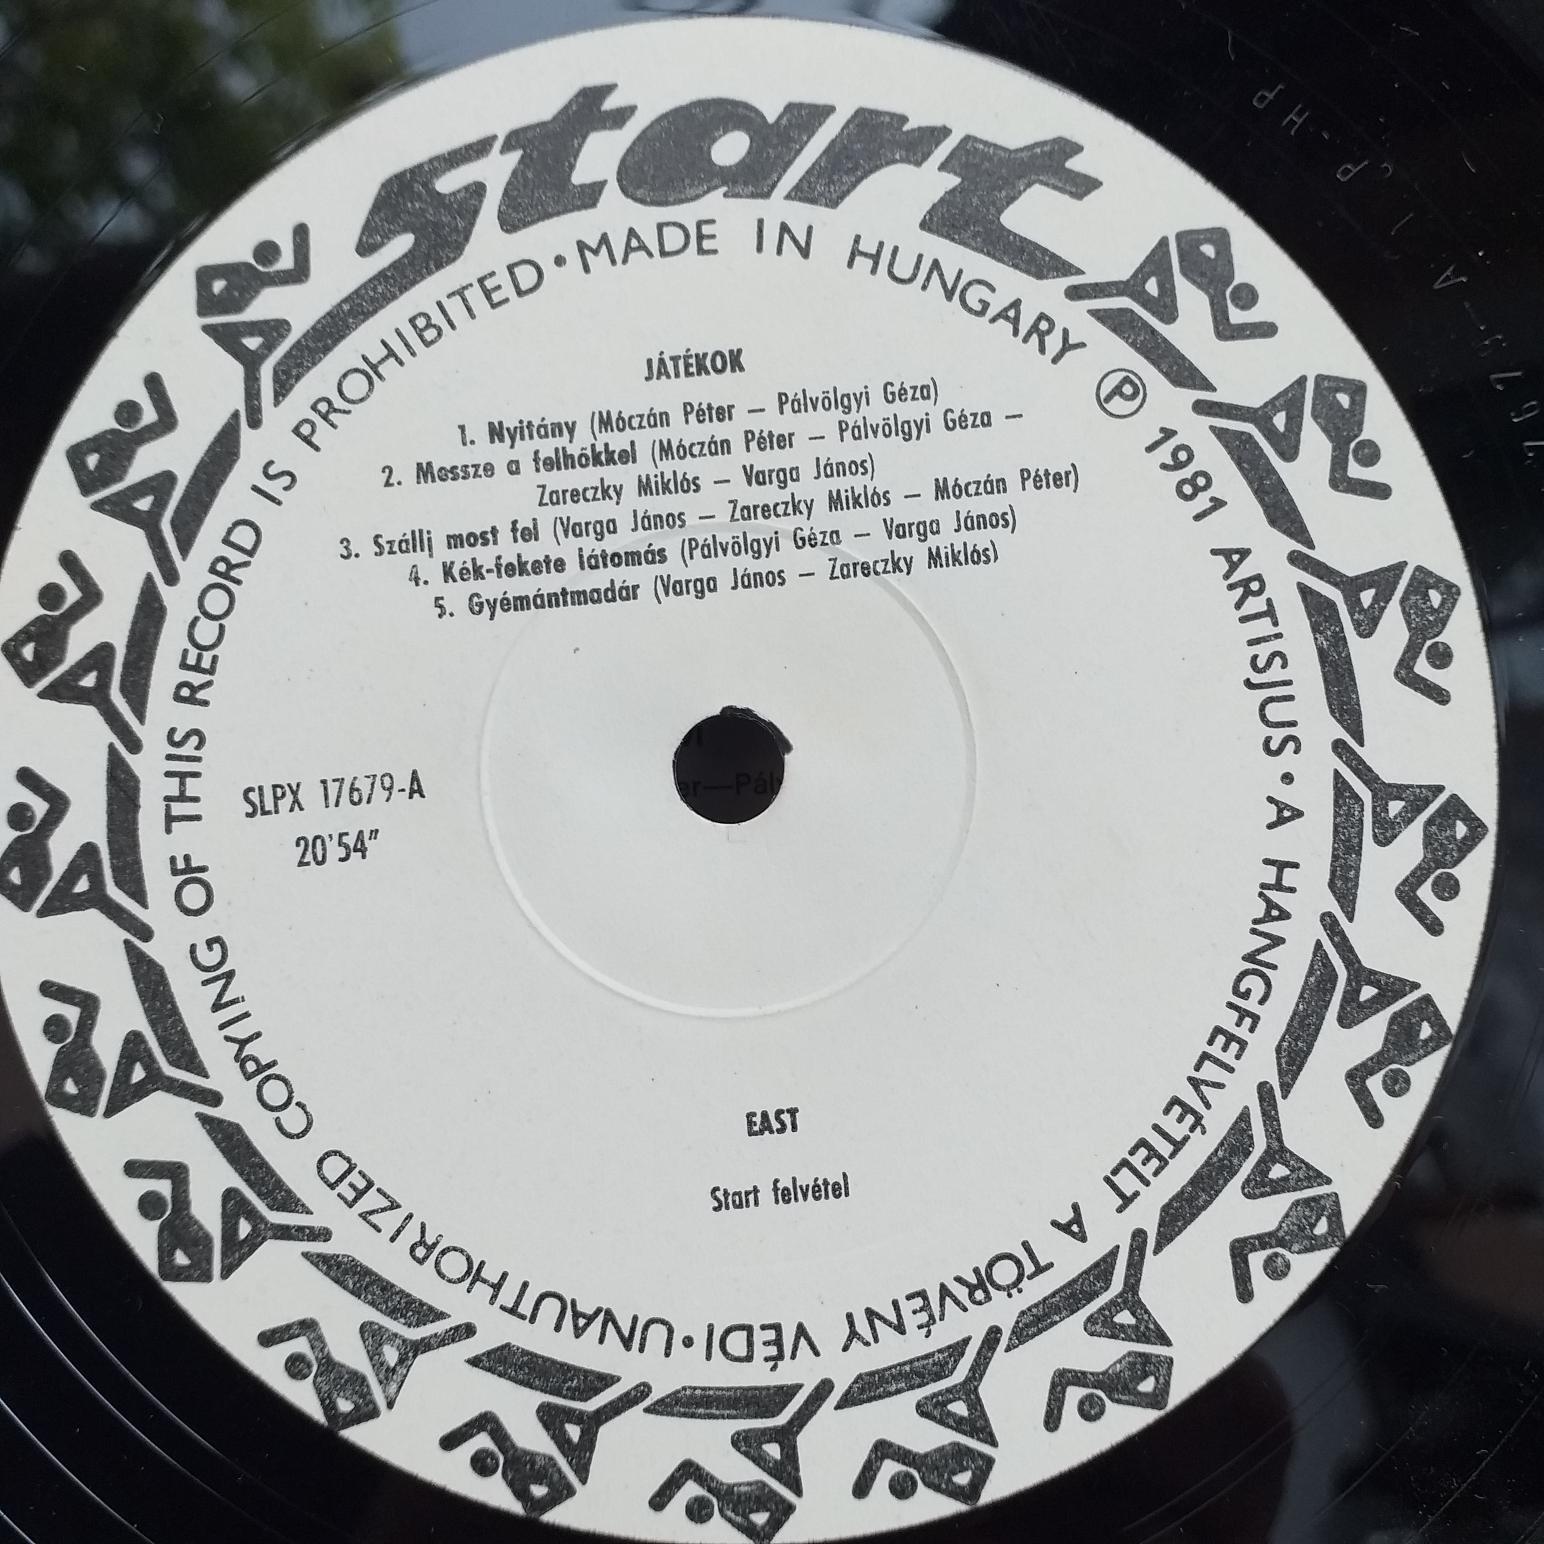 start
UNAUTHORIZED COPYING OF THIS RECORD IS PROHIBITED • MADE IN HUNGARY Ⓟ 1981 ARTISJUS • A HANGFELVÉTELT A TÖRVÉNY VÉDI •
JÁTÉKOK
1. Nyitány (Móczán Péter – Pálvölgyi Géza)
2. Messze a felhőkkel (Móczán Péter – Pálvölgyi Géza –
Zareczky Miklós – Varga János)
3. Szállj most fel (Varga János – Zareczky Miklós – Móczán Péter)
4. Kék-fekete látomás (Pálvölgyi Géza – Varga János)
5. Gyémántmadár (Varga János – Zareczky Miklós)
SLPX 17679-A
20'54"
EAST
Start felvétel